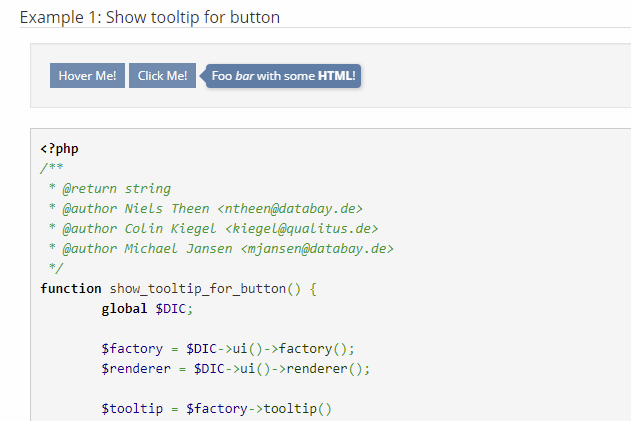 Example 1: Show tooltip for button
Hover Me! Click Me! Foo bar with some HTML!
<?php
/**
 * @return string
 * @author Niels Theen <ntheen@databay.de>
 * @author Colin Kiegel <kiegel@qualitus.de>
 * @author Michael Jansen <mjansen@databay.de>
 */
function show_tooltip_for_button() {
        global $DIC;

        $factory = $DIC->ui()->factory();
        $renderer = $DIC->ui()->renderer();

        $tooltip = $factory->tooltip()